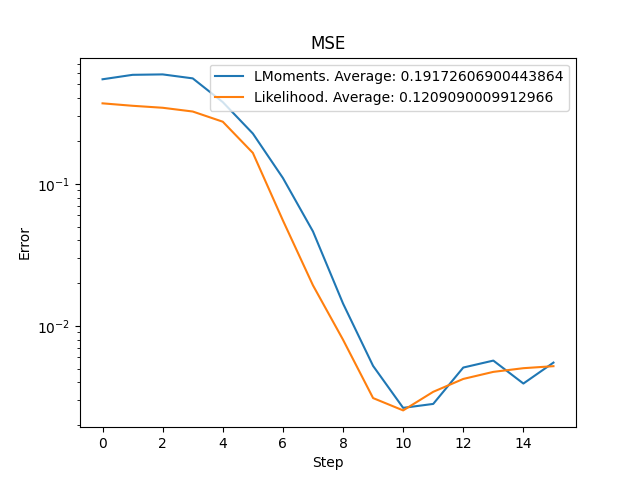 MSE
LMoments. Average: 0.19172606900443864
Likelihood. Average: 0.1209090009912966
Error
10⁻¹
10⁻²
0 2 4 6 8 10 12 14
Step